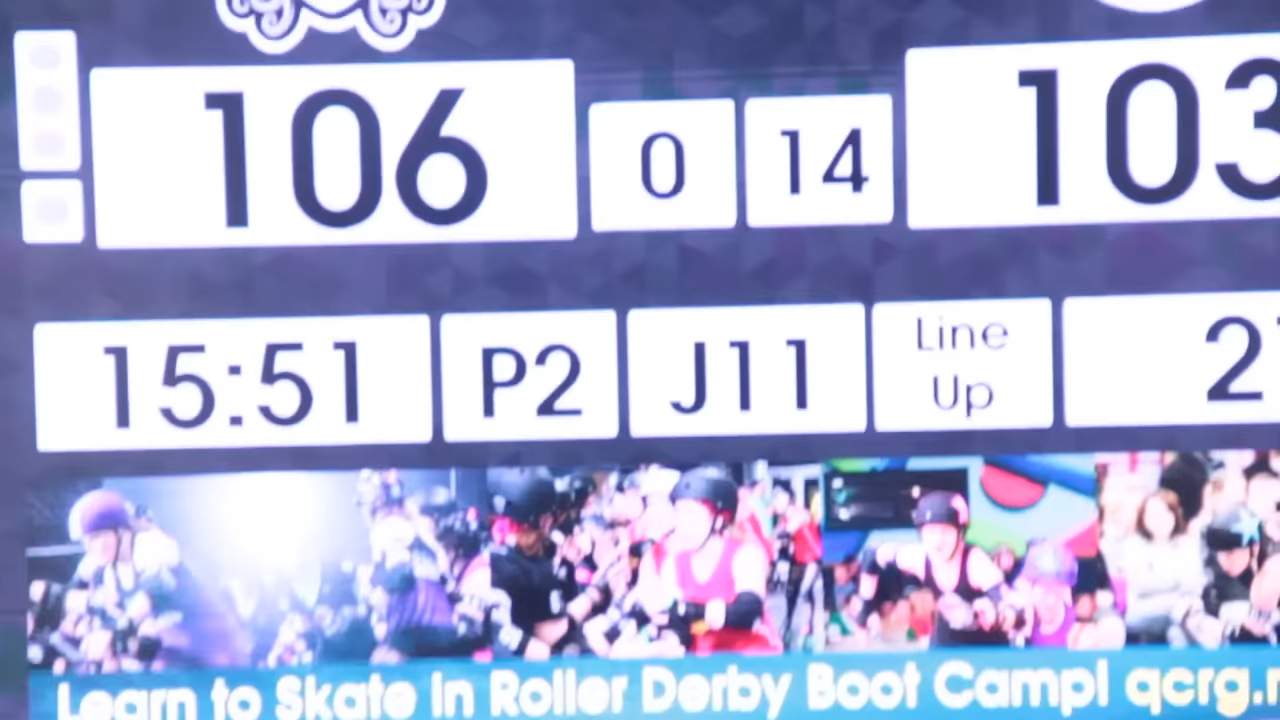 106 0 14 103
15:51 P2 J11 Line Up 2
Learn to Skate in Roller Derby Boot Camp! qcrg.